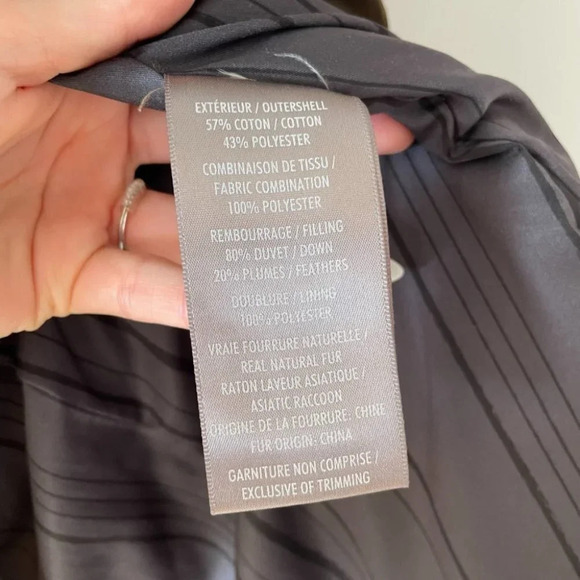 EXTÉRIEUR / OUTERSHELL
57% COTON / COTTON
43% POLYESTER
COMBINAISON DE TISSU /
FABRIC COMBINATION
100% POLYESTER
REMBOURRAGE / FILLING
80% DUVET / DOWN
20% PLUMES / FEATHERS
DOUBLURE / LINING
100% POLYESTER
VRAIE FOURRURE NATURELLE /
REAL NATURAL FUR
RATON LAVEUR ASIATIQUE /
ASIATIC RACCOON
ORIGINE DE LA FOURRURE: CHINE
FUR ORIGIN: CHINA
GARNITURE NON COMPRISE /
EXCLUSIVE OF TRIMMING